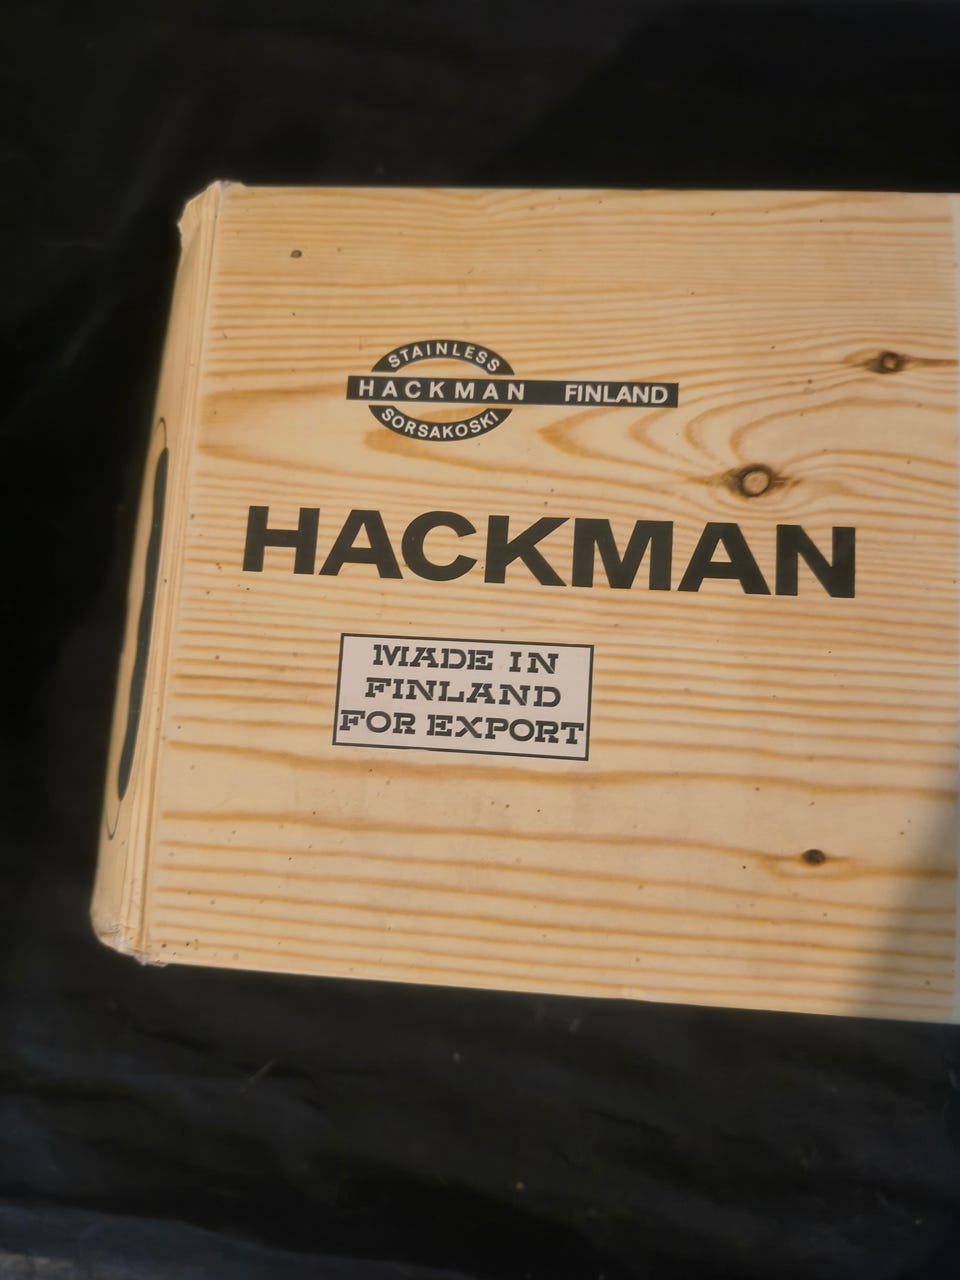 STAINLESS
HACKMAN FINLAND
SORSAKOSKI
HACKMAN
MADE IN
FINLAND
FOR EXPORT